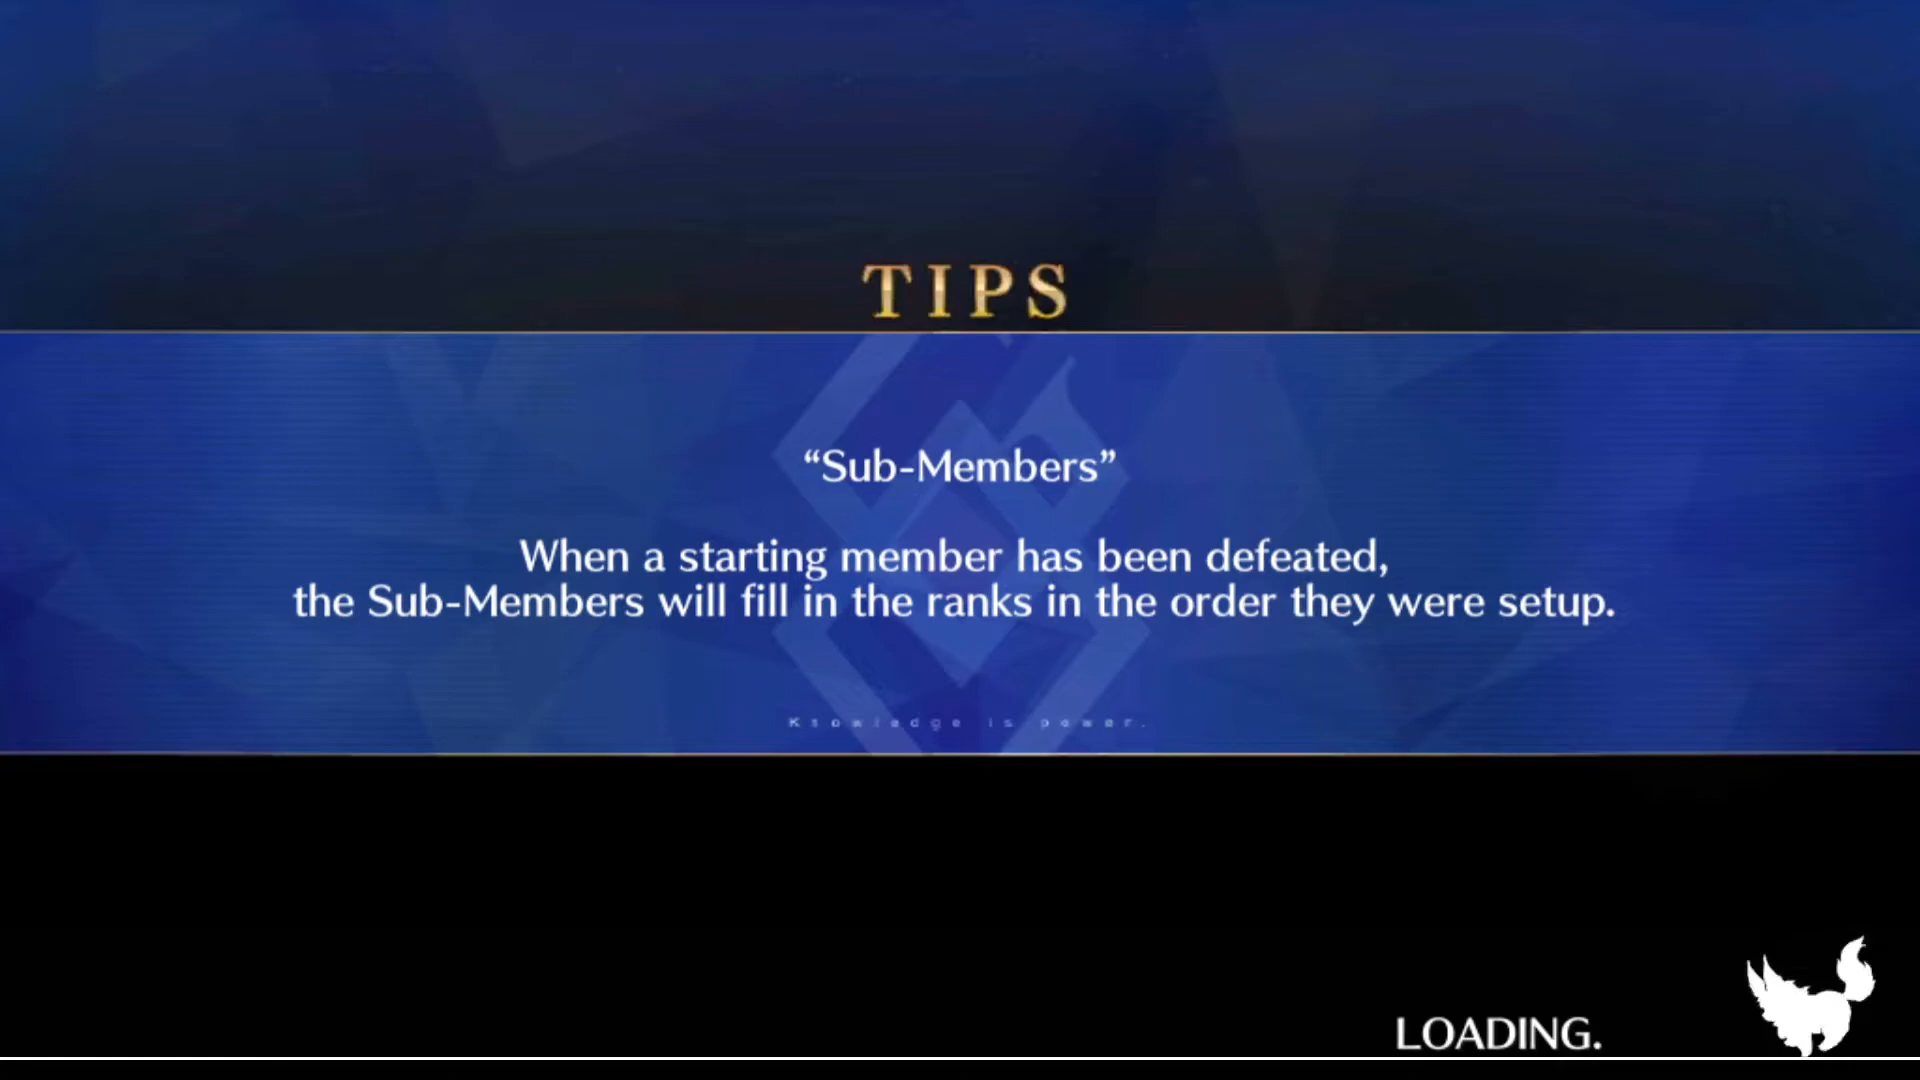 TIPS
“Sub-Members”
When a starting member has been defeated,
the Sub-Members will fill in the ranks in the order they were setup.
Knowledge is power.
LOADING.